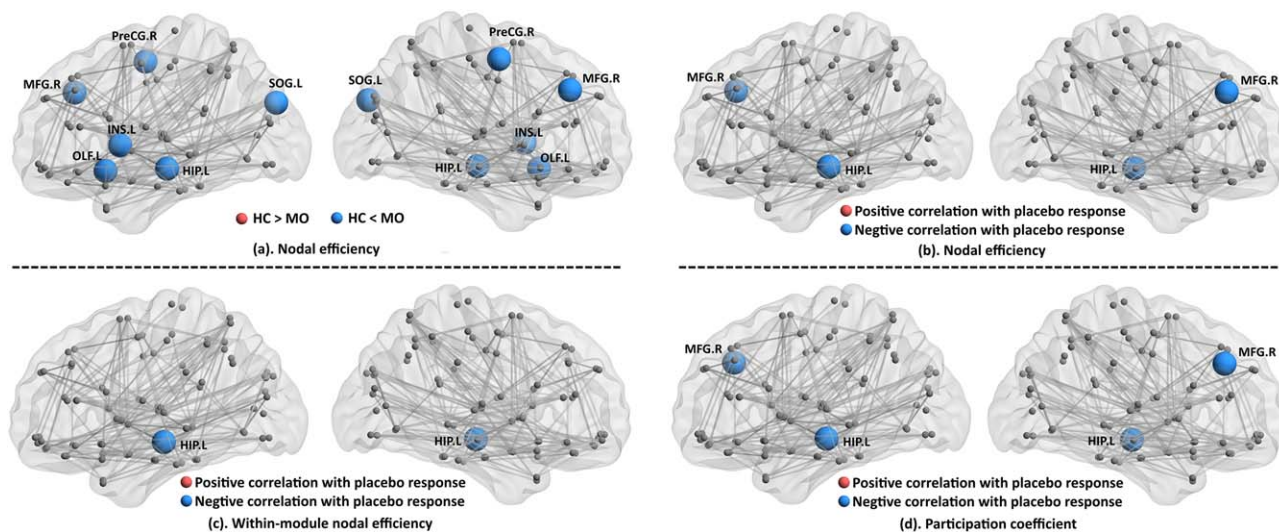 PreCG.R
MFG.R
SOG.L
INS.L
OLF.L
HIP.L
PreCG.R
SOG.L
MFG.R
INS.L
HIP.L
OLF.L
HC > MO HC < MO
(a). Nodal efficiency
MFG.R
HIP.L
MFG.R
HIP.L
Positive correlation with placebo response
Negative correlation with placebo response
(b). Nodal efficiency
HIP.L
HIP.L
Positive correlation with placebo response
Negtive correlation with placebo response
(c). Within-module nodal efficiency
MFG.R
HIP.L
MFG.R
HIP.L
Positive correlation with placebo response
Negative correlation with placebo response
(d). Participation coefficient